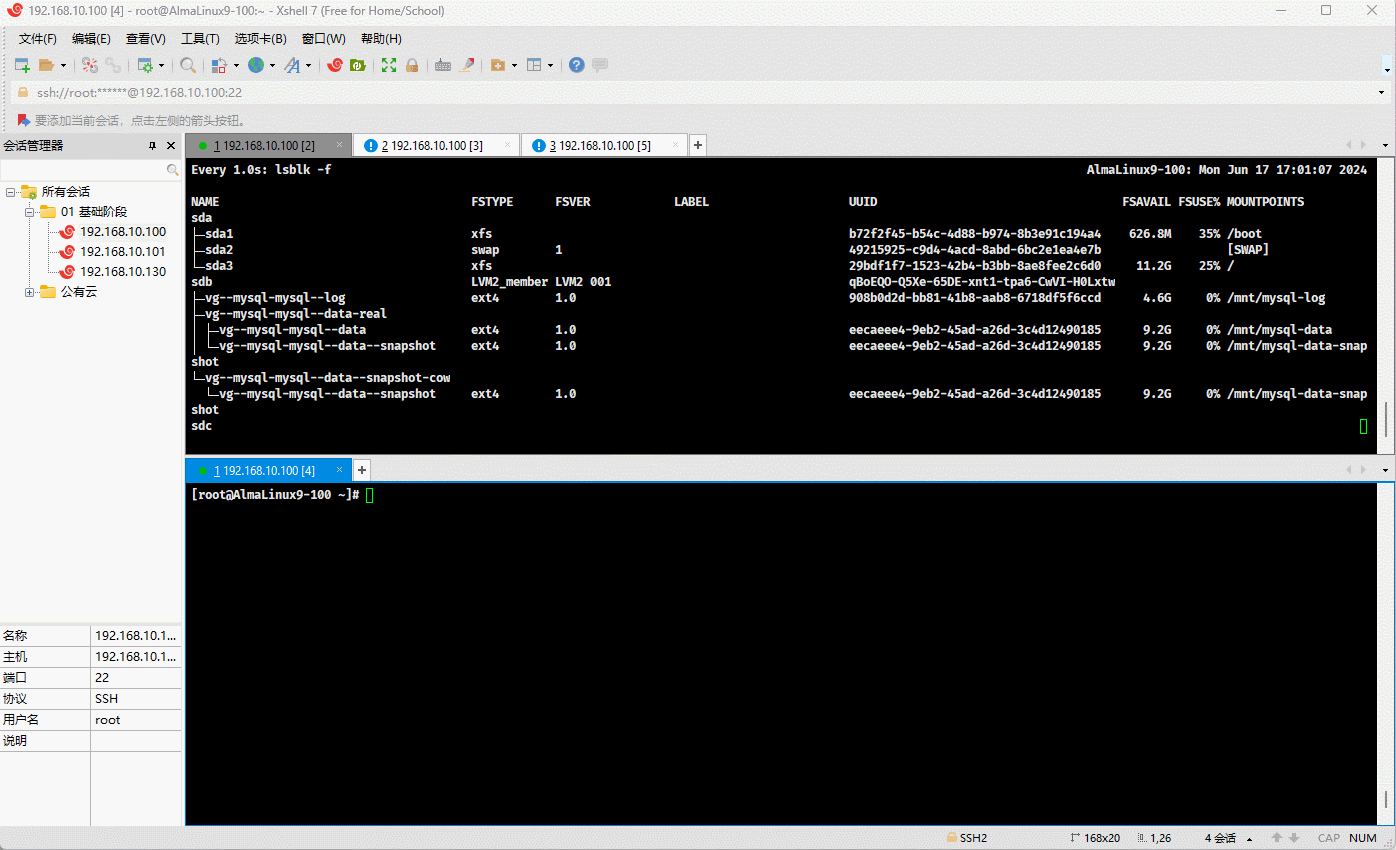 192.168.10.100 [4] - root@AlmaLinux9-100:~ - Xshell 7 (Free for Home/School)
文件(F) 编辑(E) 查看(V) 工具(T) 选项卡(B) 窗口(W) 帮助(H)
ssh://root:******@192.168.10.100:22
要添加当前会话，点击左侧的箭头按钮。
会话管理器
所有会话
01 基础阶段
192.168.10.100
192.168.10.101
192.168.10.130
公有云
名称 192.168.10.1...
主机 192.168.10.1...
端口 22
协议 SSH
用户名 root
说明
1 192.168.10.100 [2] 2 192.168.10.100 [3] 3 192.168.10.100 [5]
Every 1.0s: lsblk -f AlmaLinux9-100: Mon Jun 17 17:01:07 2024
NAME FSTYPE FSVER LABEL UUID FSAVAIL FSUSE% MOUNTPOINTS
sda
├─sda1 xfs b72f2f45-b54c-4d88-b974-8b3e91c194a4 626.8M 35% /boot
├─sda2 swap 1 49215925-c9d4-4acd-8abd-6bc2e1ea4e7b [SWAP]
└─sda3 xfs 29bdf1f7-1523-42b4-b3bb-8ae8fee2c6d0 11.2G 25% /
sdb LVM2_member LVM2 001 qBoEQO-Q5Xe-65DE-xnt1-tpa6-CwVI-H0Lxtw
├─vg--mysql-mysql--log ext4 1.0 908b0d2d-bb81-41b8-aab8-6718df5f6ccd 4.6G 0% /mnt/mysql-log
├─vg--mysql-mysql--data-real
│ ├─vg--mysql-mysql--data ext4 1.0 eecaeee4-9eb2-45ad-a26d-3c4d12490185 9.2G 0% /mnt/mysql-data
│ └─vg--mysql-mysql--data--snapshot ext4 1.0 eecaeee4-9eb2-45ad-a26d-3c4d12490185 9.2G 0% /mnt/mysql-data-snap
shot
└─vg--mysql-mysql--data--snapshot-cow
└─vg--mysql-mysql--data--snapshot ext4 1.0 eecaeee4-9eb2-45ad-a26d-3c4d12490185 9.2G 0% /mnt/mysql-data-snap
shot
sdc
1 192.168.10.100 [4]
[root@AlmaLinux9-100 ~]#
SSH2 168x20 1,26 4 会话 CAP NUM